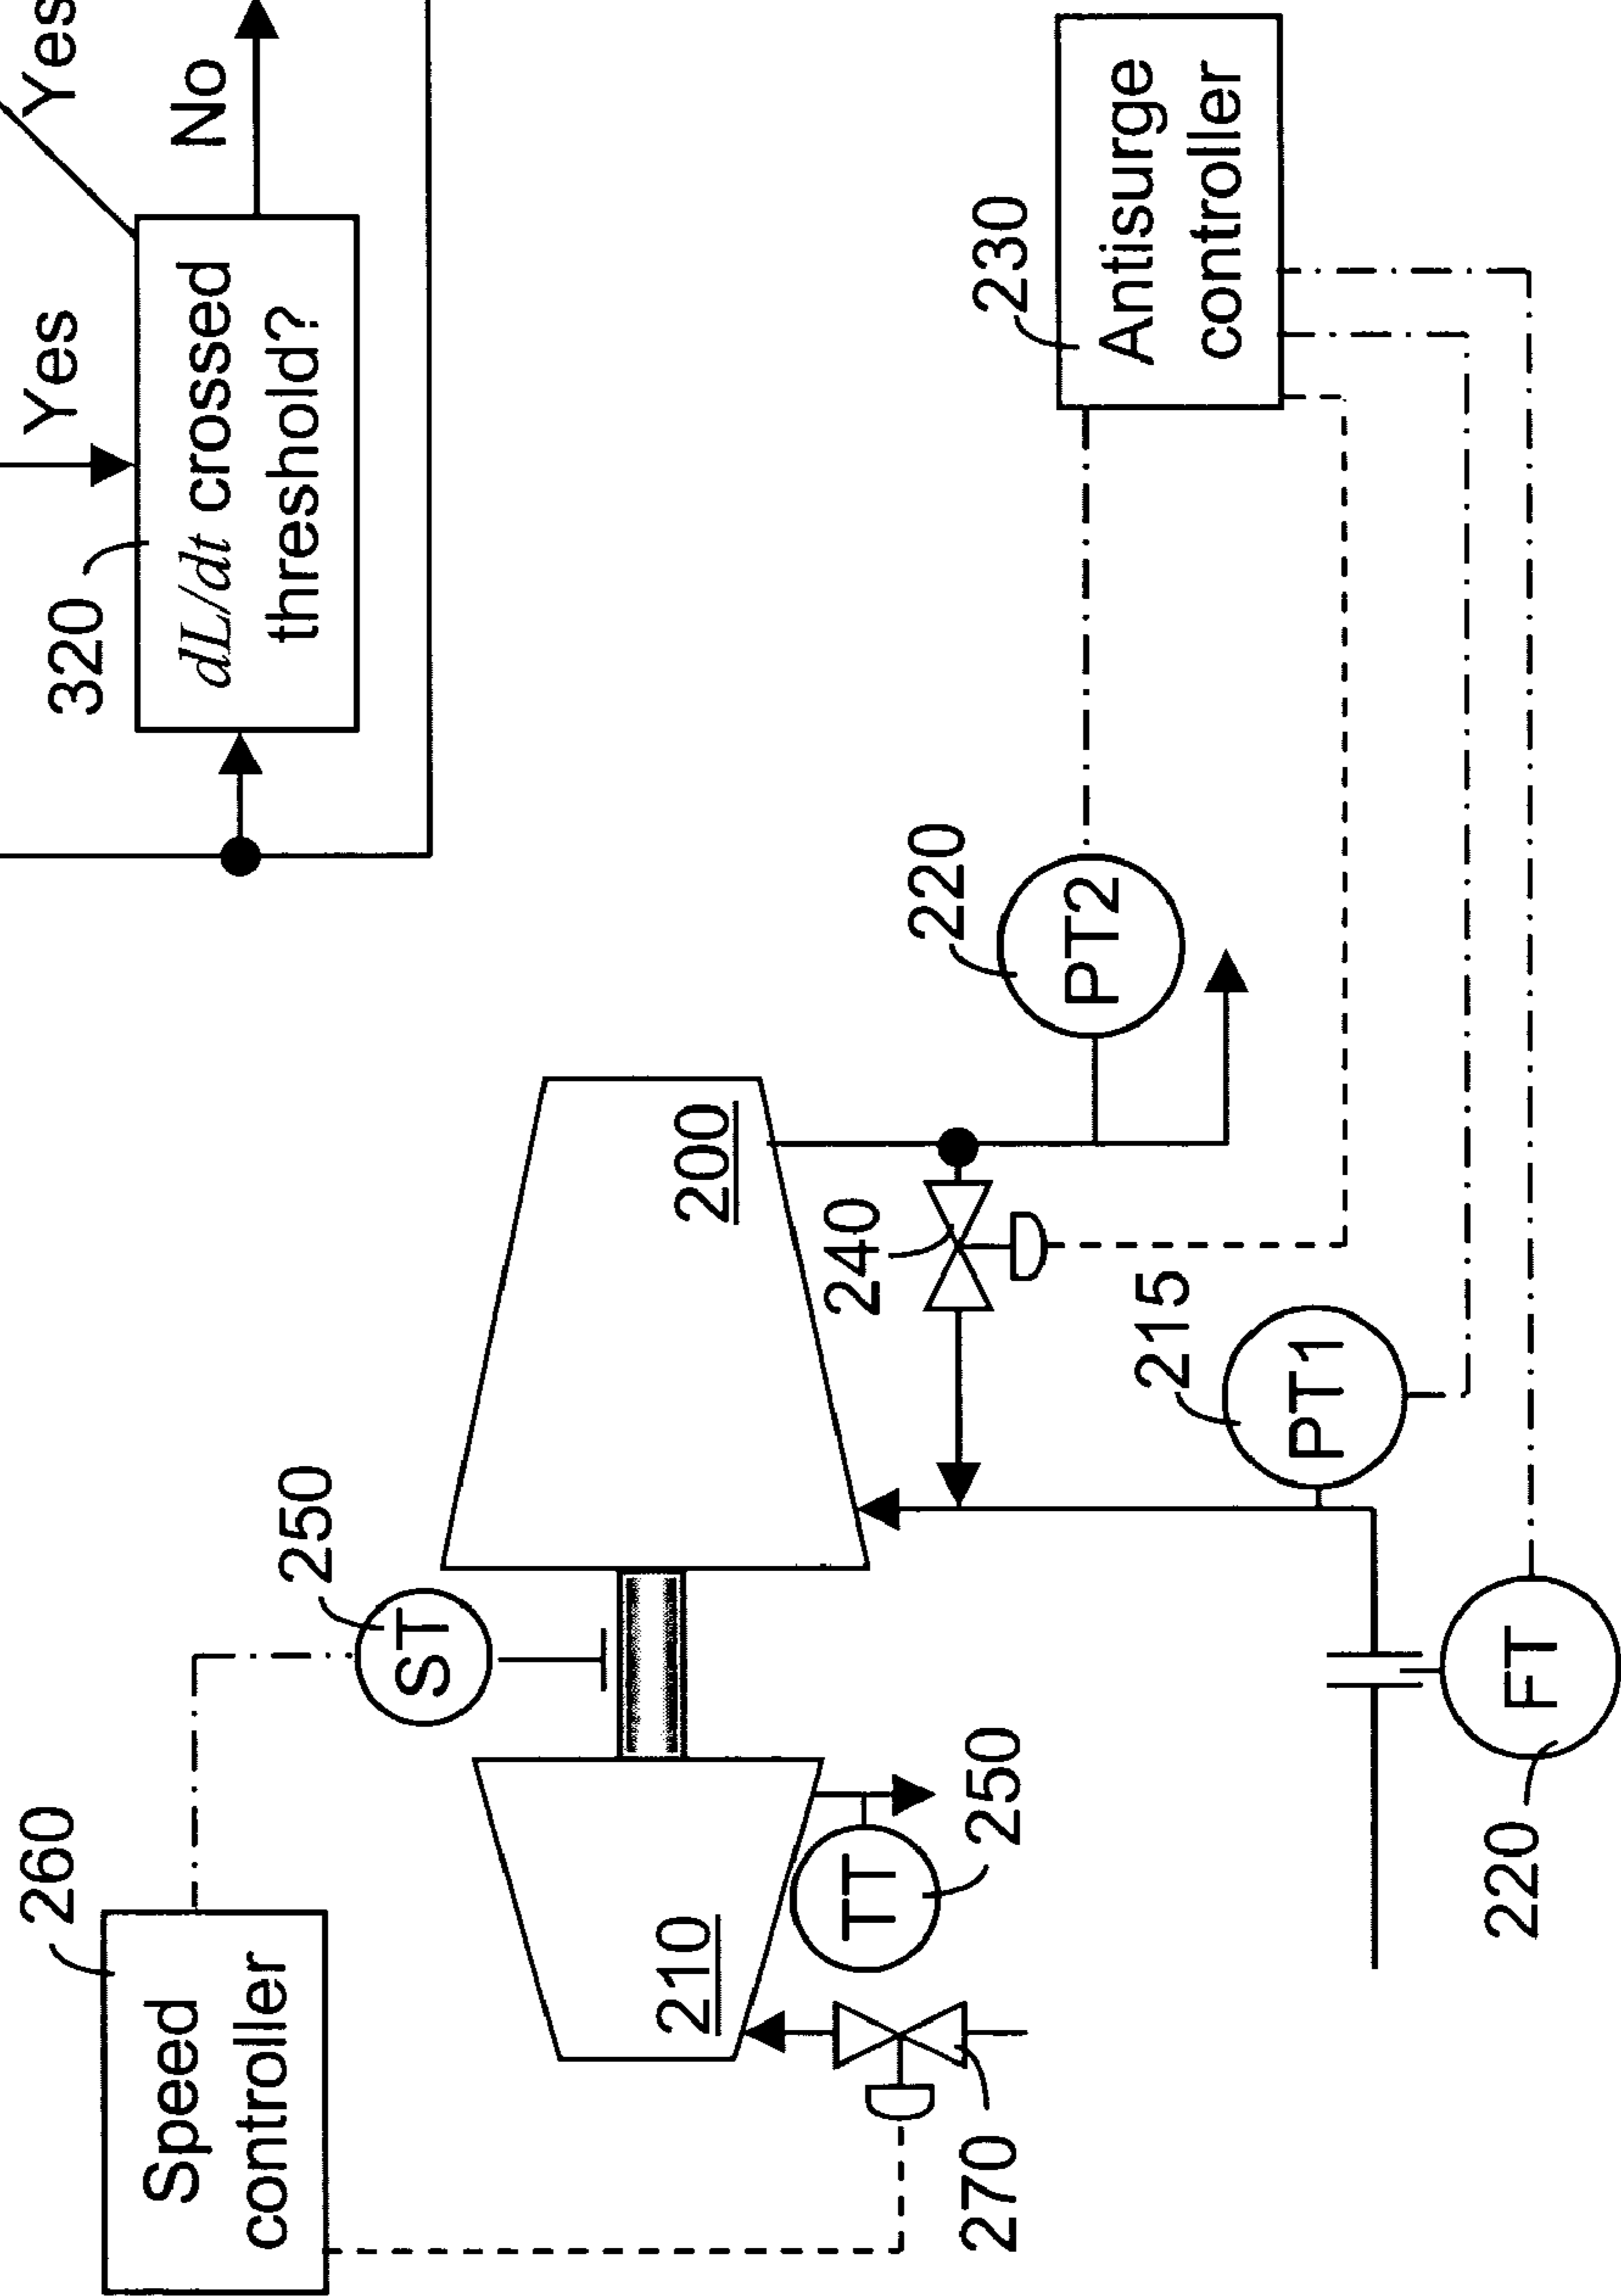 Yes
Yes
320
dL/dt crossed
threshold?
No
260
Speed
controller
250
ST
210
200
TT
250
270
240
220
PT2
230
Antisurge
controller
215
PT1
220
FT